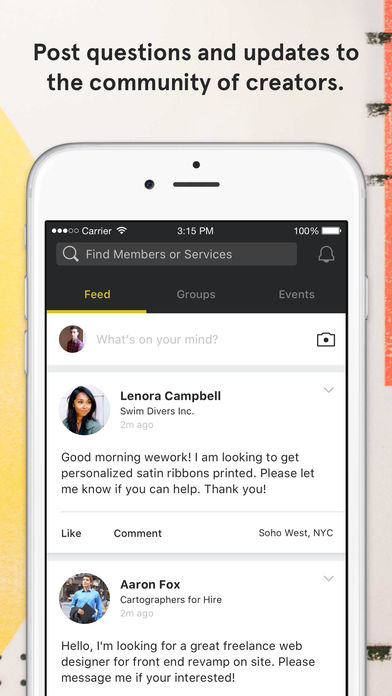 Post questions and updates to
the community of creators.
Carrier 3:15 PM 100%
Find Members or Services
Feed Groups Events
What's on your mind?
Lenora Campbell
Swim Divers Inc.
2m ago
Good morning wework! I am looking to get
personalized satin ribbons printed. Please let
me know if you can help. Thank you!
Like Comment Soho West, NYC
Aaron Fox
Cartographers for Hire
2m ago
Hello, I'm looking for a great freelance web
designer for front end revamp on site. Please
message me if your interested!